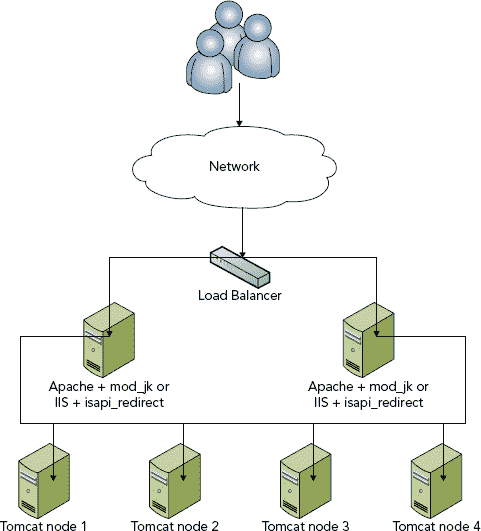 Network
Load Balancer
Apache + mod_jk or
IIS + isapi_redirect
Apache + mod_jk or
IIS + isapi_redirect
Tomcat node 1
Tomcat node 2
Tomcat node 3
Tomcat node 4